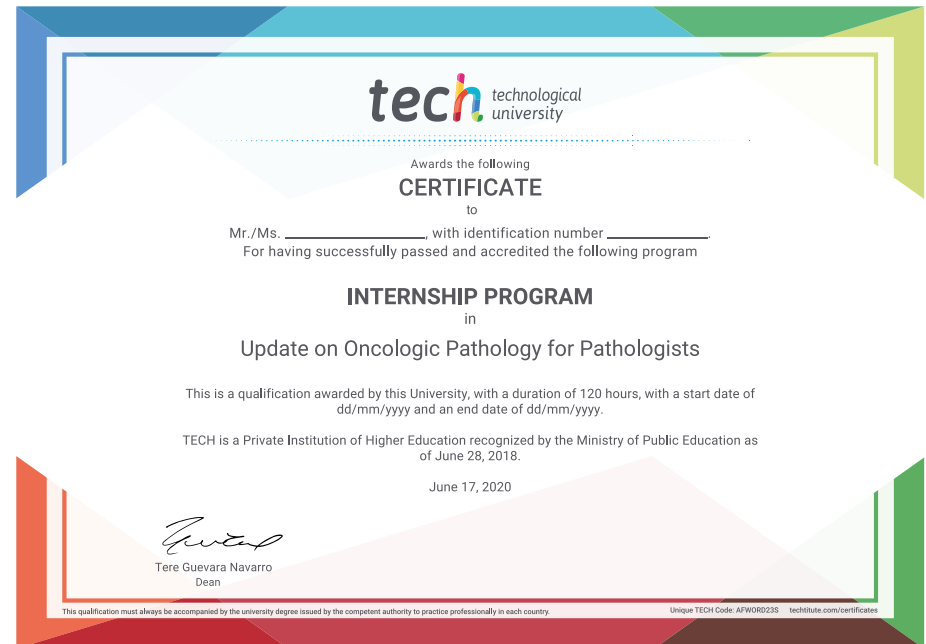 tech technological
university
Awards the following
CERTIFICATE
to
Mr./Ms. ____________________, with identification number ______________.
For having successfully passed and accredited the following program
INTERNSHIP PROGRAM
in
Update on Oncologic Pathology for Pathologists
This is a qualification awarded by this University, with a duration of 120 hours, with a start date of
dd/mm/yyyy and an end date of dd/mm/yyyy.
TECH is a Private Institution of Higher Education recognized by the Ministry of Public Education as
of June 28, 2018.
June 17, 2020
Tere Guevara Navarro
Dean
This qualification must always be accompanied by the university degree issued by the competent authority to practice professionally in each country.
Unique TECH Code: AFWORD23S techtitute.com/certificates